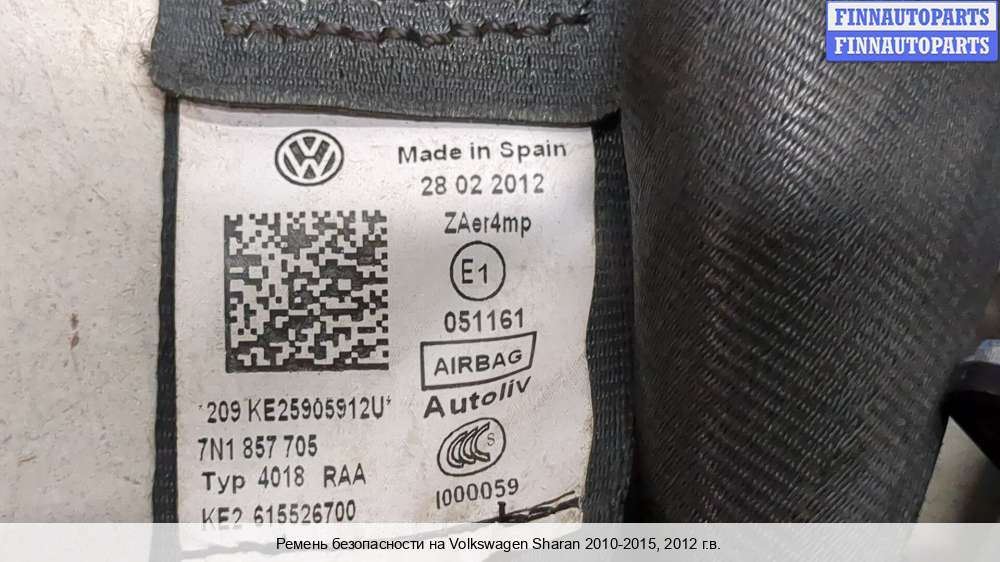 FINNAUTOPARTS
FINNAUTOPARTS
Made in Spain
28 02 2012
ZAer4mp
E1
051161
AIRBAG
Autoliv
*209 KE25905912U*
7N1 857 705
Typ 4018 RAA
KE2 615526700
CCC S
I000059
Ремень безопасности на Volkswagen Sharan 2010-2015, 2012 г.в.